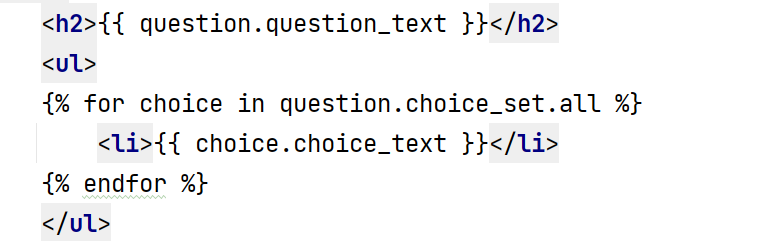 <h2>{{ question.question_text }}</h2>
<ul>
{% for choice in question.choice_set.all %}
    <li>{{ choice.choice_text }}</li>
{% endfor %}
</ul>